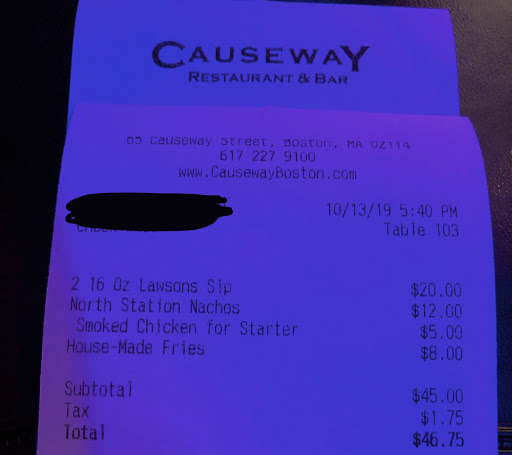 CAUSEWAY
RESTAURANT & BAR
65 Causeway Street, Boston, MA 02114
617 227 9100
www.CausewayBoston.com
10/13/19 5:40 PM
Table 103
2 16 Oz Lawsons Sip $20.00
North Station Nachos $12.00
Smoked Chicken for Starter $5.00
House-Made Fries $8.00
Subtotal $45.00
Tax $1.75
Total $46.75